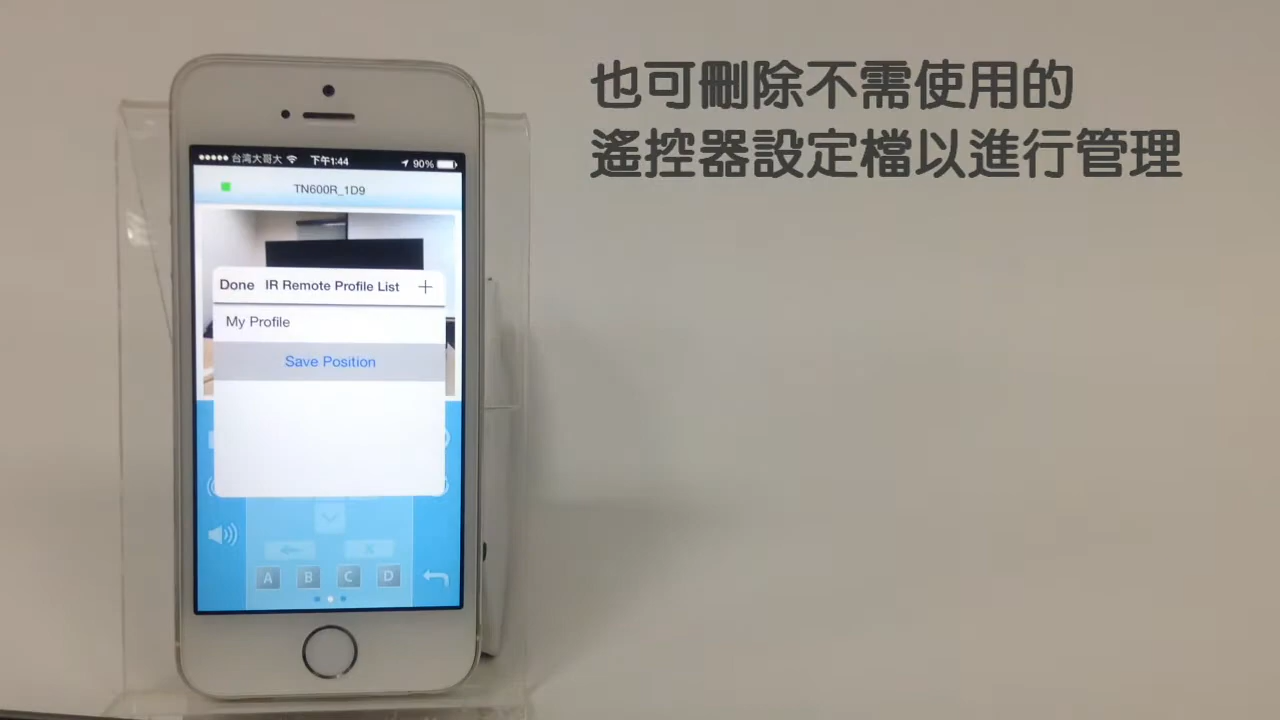 也可刪除不需使用的
遙控器設定檔以進行管理
台湾大哥大 下午1:44 90%
TN600R_1D9
Done IR Remote Profile List +
My Profile
Save Position
X
A B C D